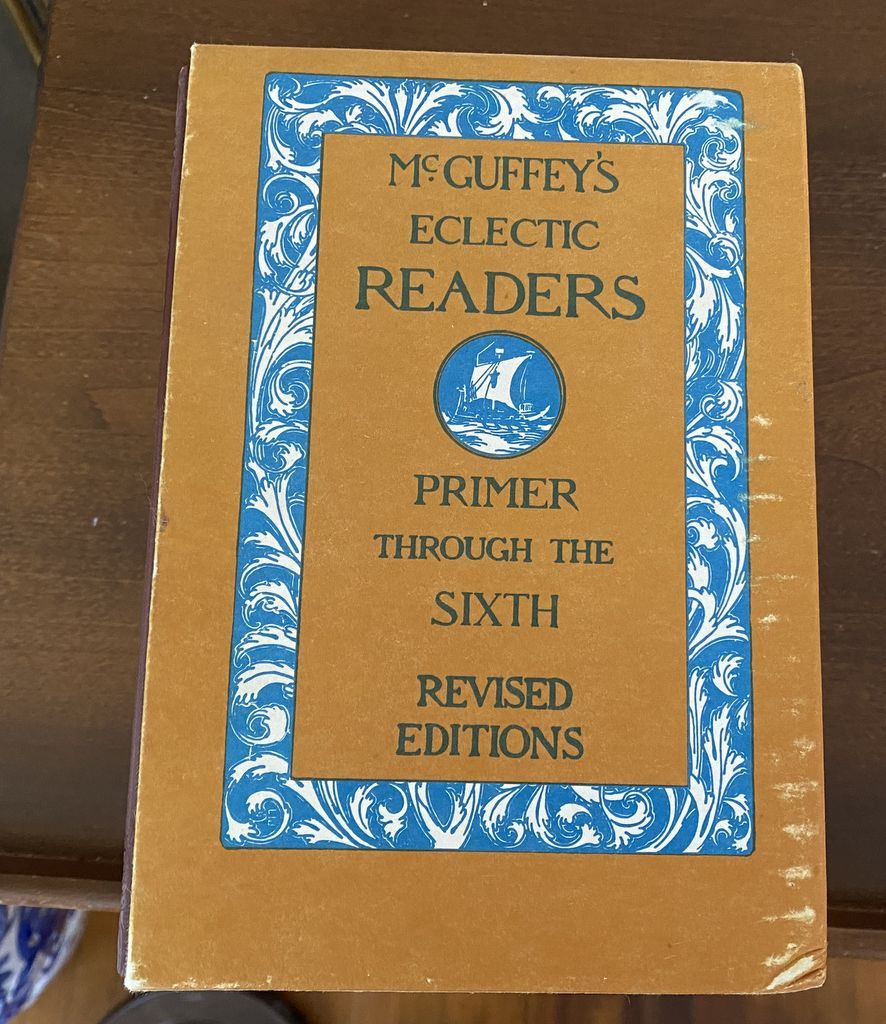 McGUFFEY'S
ECLECTIC
READERS
PRIMER
THROUGH THE
SIXTH
REVISED
EDITIONS